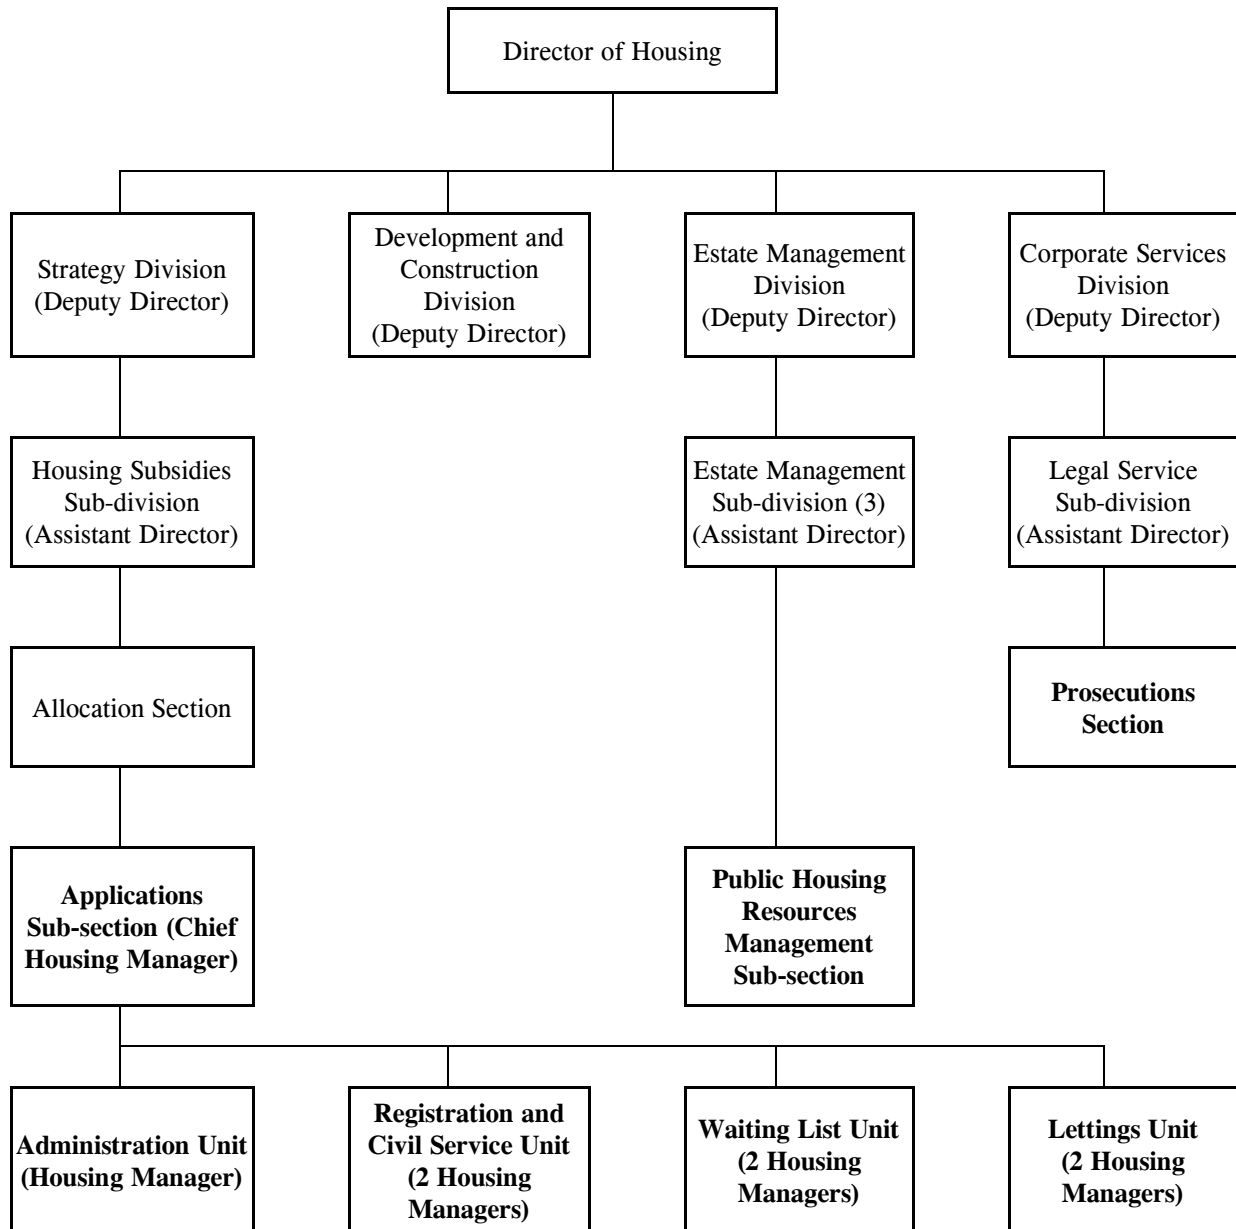 Director of Housing
Strategy Division
(Deputy Director)
Development and
Construction
Division
(Deputy Director)
Estate Management
Division
(Deputy Director)
Corporate Services
Division
(Deputy Director)
Housing Subsidies
Sub-division
(Assistant Director)
Estate Management
Sub-division (3)
(Assistant Director)
Legal Service
Sub-division
(Assistant Director)
Allocation Section
Prosecutions
Section
Applications
Sub-section (Chief
Housing Manager)
Public Housing
Resources
Management
Sub-section
Administration Unit
(Housing Manager)
Registration and
Civil Service Unit
(2 Housing
Managers)
Waiting List Unit
(2 Housing
Managers)
Lettings Unit
(2 Housing
Managers)